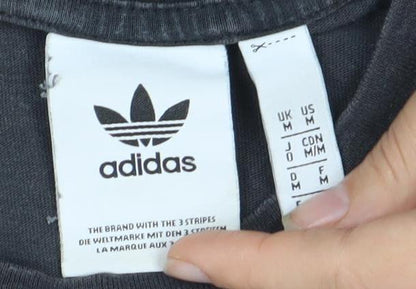 adidas
THE BRAND WITH THE 3 STRIPES
DIE WELTMARKE MIT DEN 3 STREIFEN
LA MARQUE AUX 3
UK US
M M
J CDN
O M/M
D F
M M
E